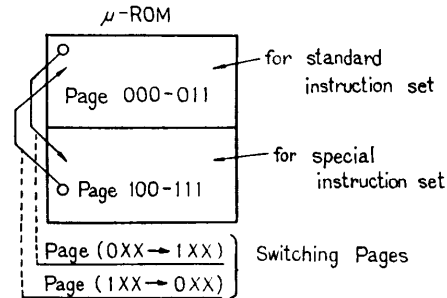 μ-ROM
for standard
instruction set
Page 000-011
for special
instruction set
Page 100-111
Page (0XX→1XX)
Switching Pages
Page (1XX→0XX)